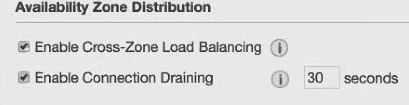 Availability Zone Distribution
Enable Cross-Zone Load Balancing i
Enable Connection Draining i 30 seconds